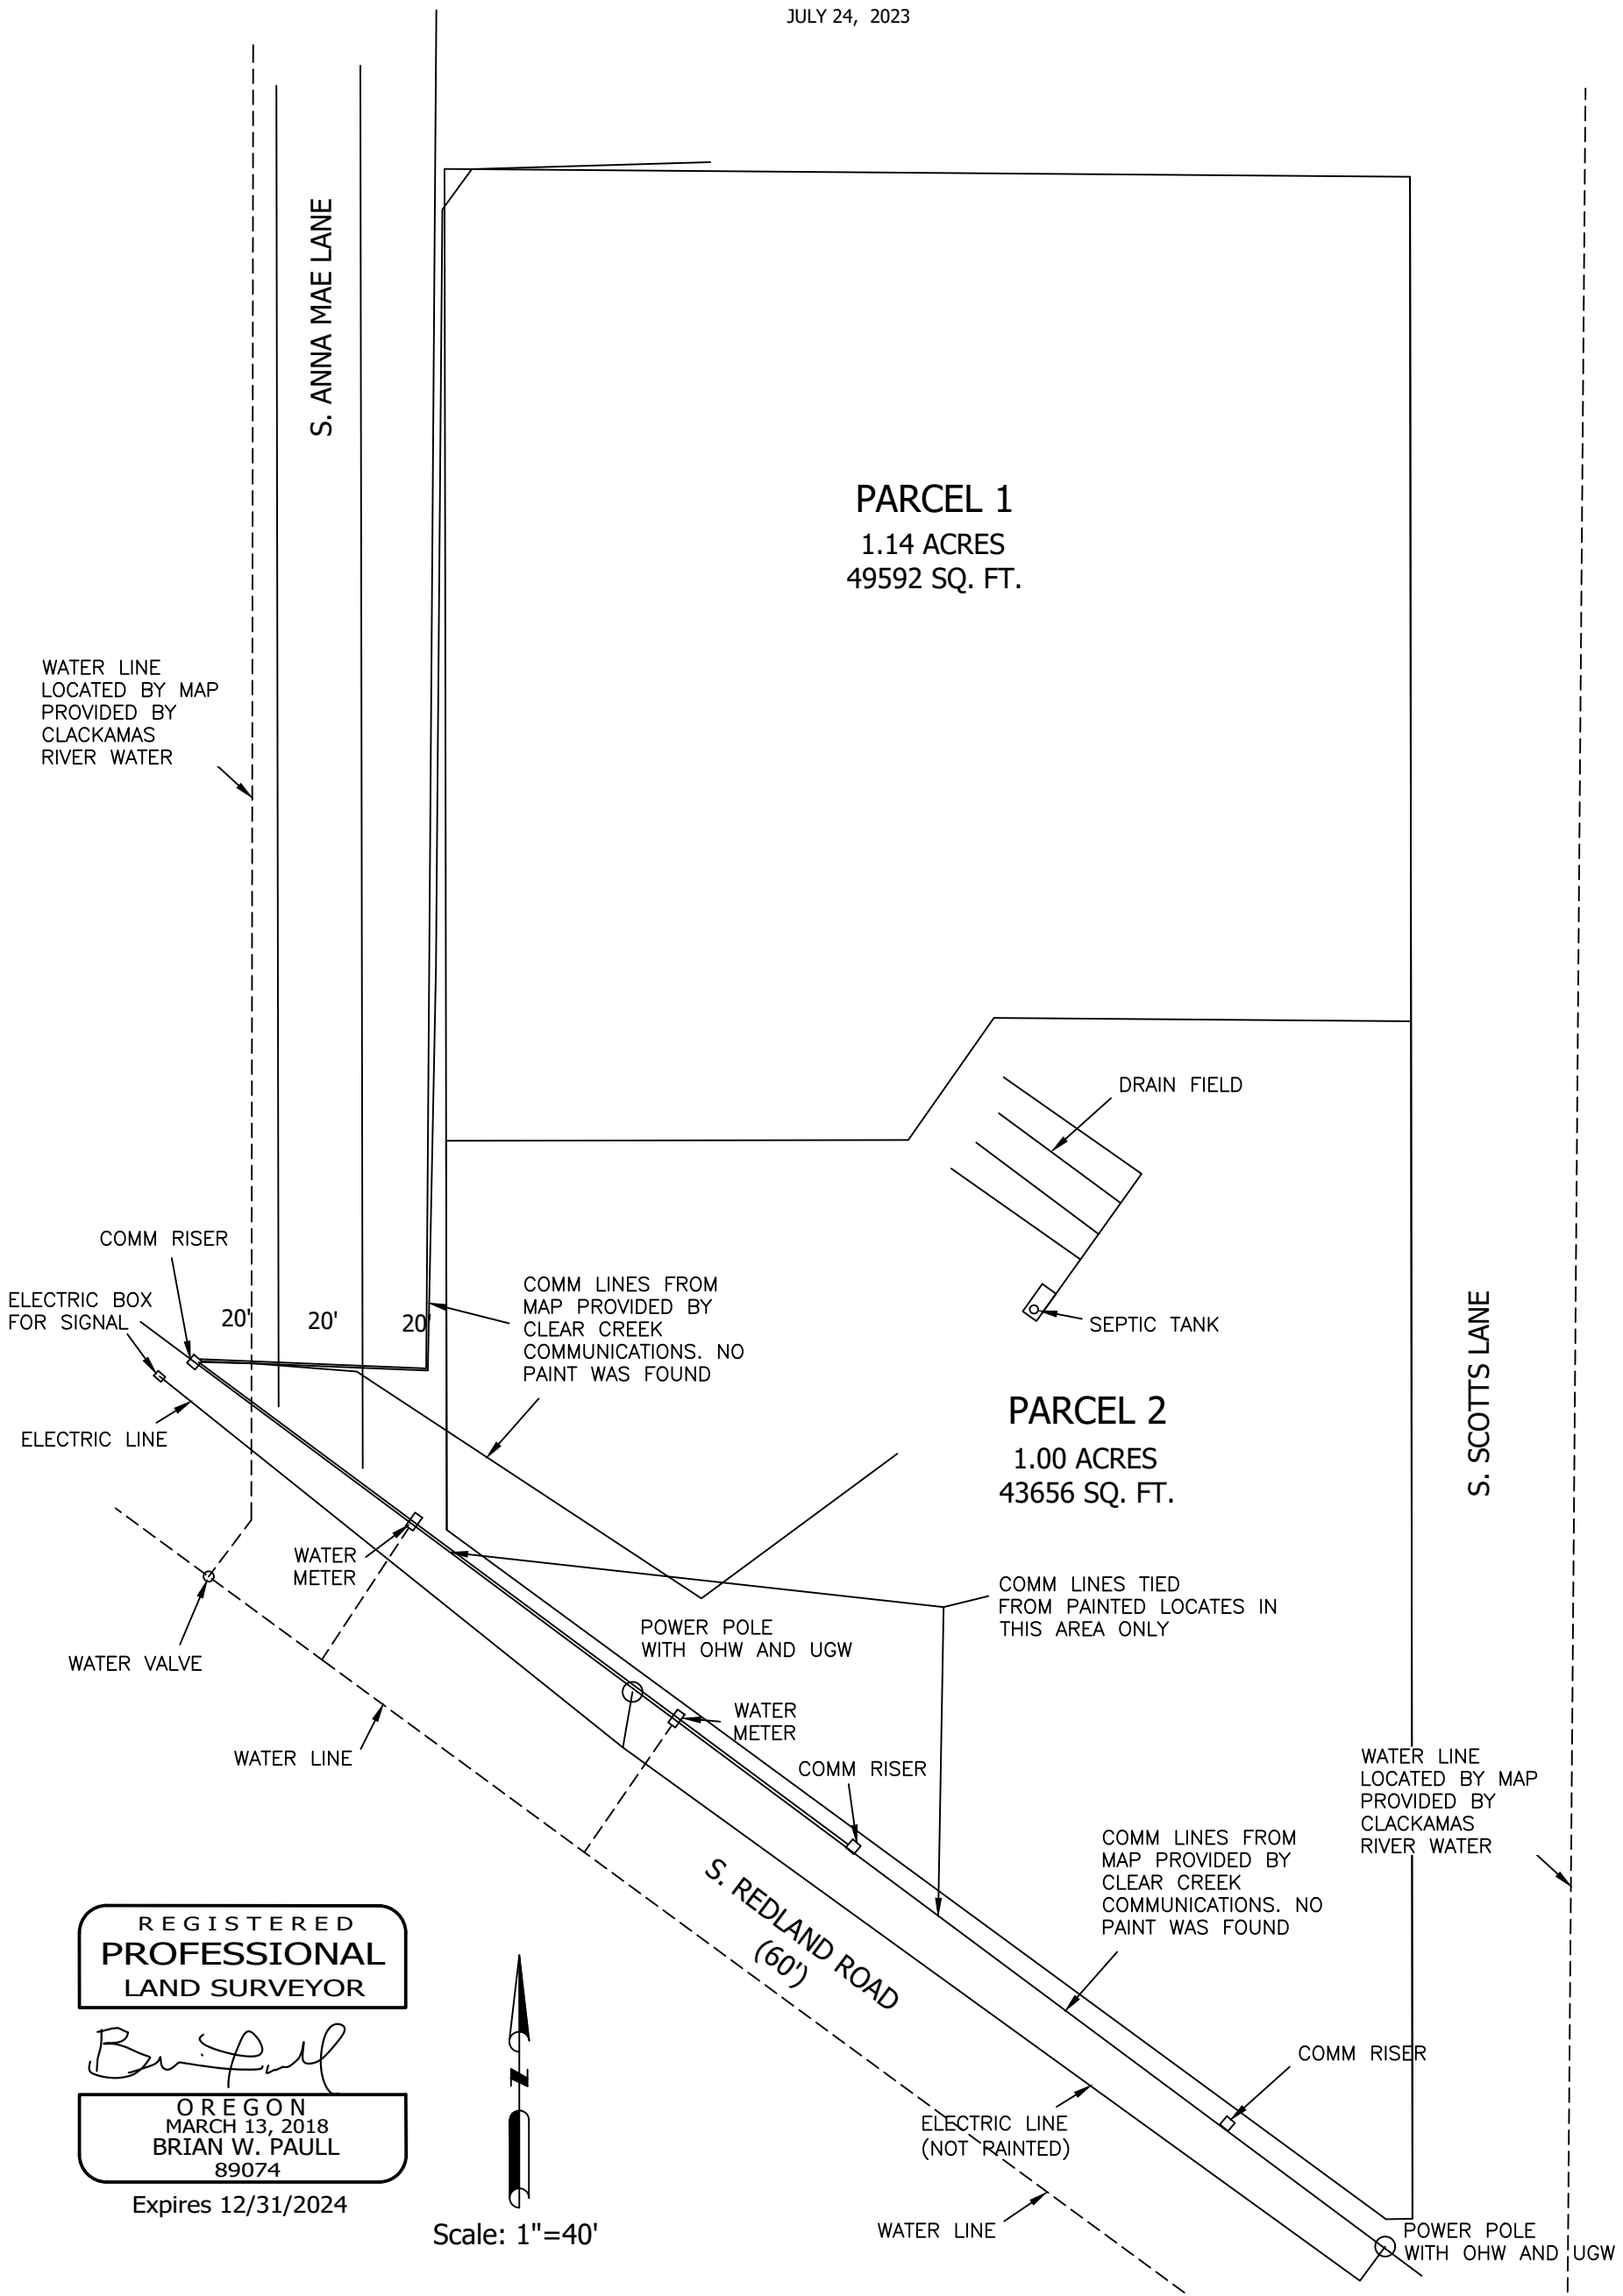 JULY 24, 2023
S. ANNA MAE LANE
PARCEL 1
1.14 ACRES
49592 SQ. FT.
WATER LINE
LOCATED BY MAP
PROVIDED BY
CLACKAMAS
RIVER WATER
DRAIN FIELD
COMM RISER
ELECTRIC BOX
FOR SIGNAL
20'
20'
20'
COMM LINES FROM
MAP PROVIDED BY
CLEAR CREEK
COMMUNICATIONS. NO
PAINT WAS FOUND
SEPTIC TANK
S. SCOTTS LANE
ELECTRIC LINE
PARCEL 2
1.00 ACRES
43656 SQ. FT.
WATER
METER
COMM LINES TIED
FROM PAINTED LOCATES IN
THIS AREA ONLY
WATER VALVE
POWER POLE
WITH OHW AND UGW
WATER
METER
WATER LINE
COMM RISER
WATER LINE
LOCATED BY MAP
PROVIDED BY
CLACKAMAS
RIVER WATER
COMM LINES FROM
MAP PROVIDED BY
CLEAR CREEK
COMMUNICATIONS. NO
PAINT WAS FOUND
S. REDLAND ROAD
(60')
REGISTERED
PROFESSIONAL
LAND SURVEYOR
OREGON
MARCH 13, 2018
BRIAN W. PAULL
89074
Expires 12/31/2024
N
Scale: 1"=40'
COMM RISER
ELECTRIC LINE
(NOT PAINTED)
WATER LINE
POWER POLE
WITH OHW AND UGW